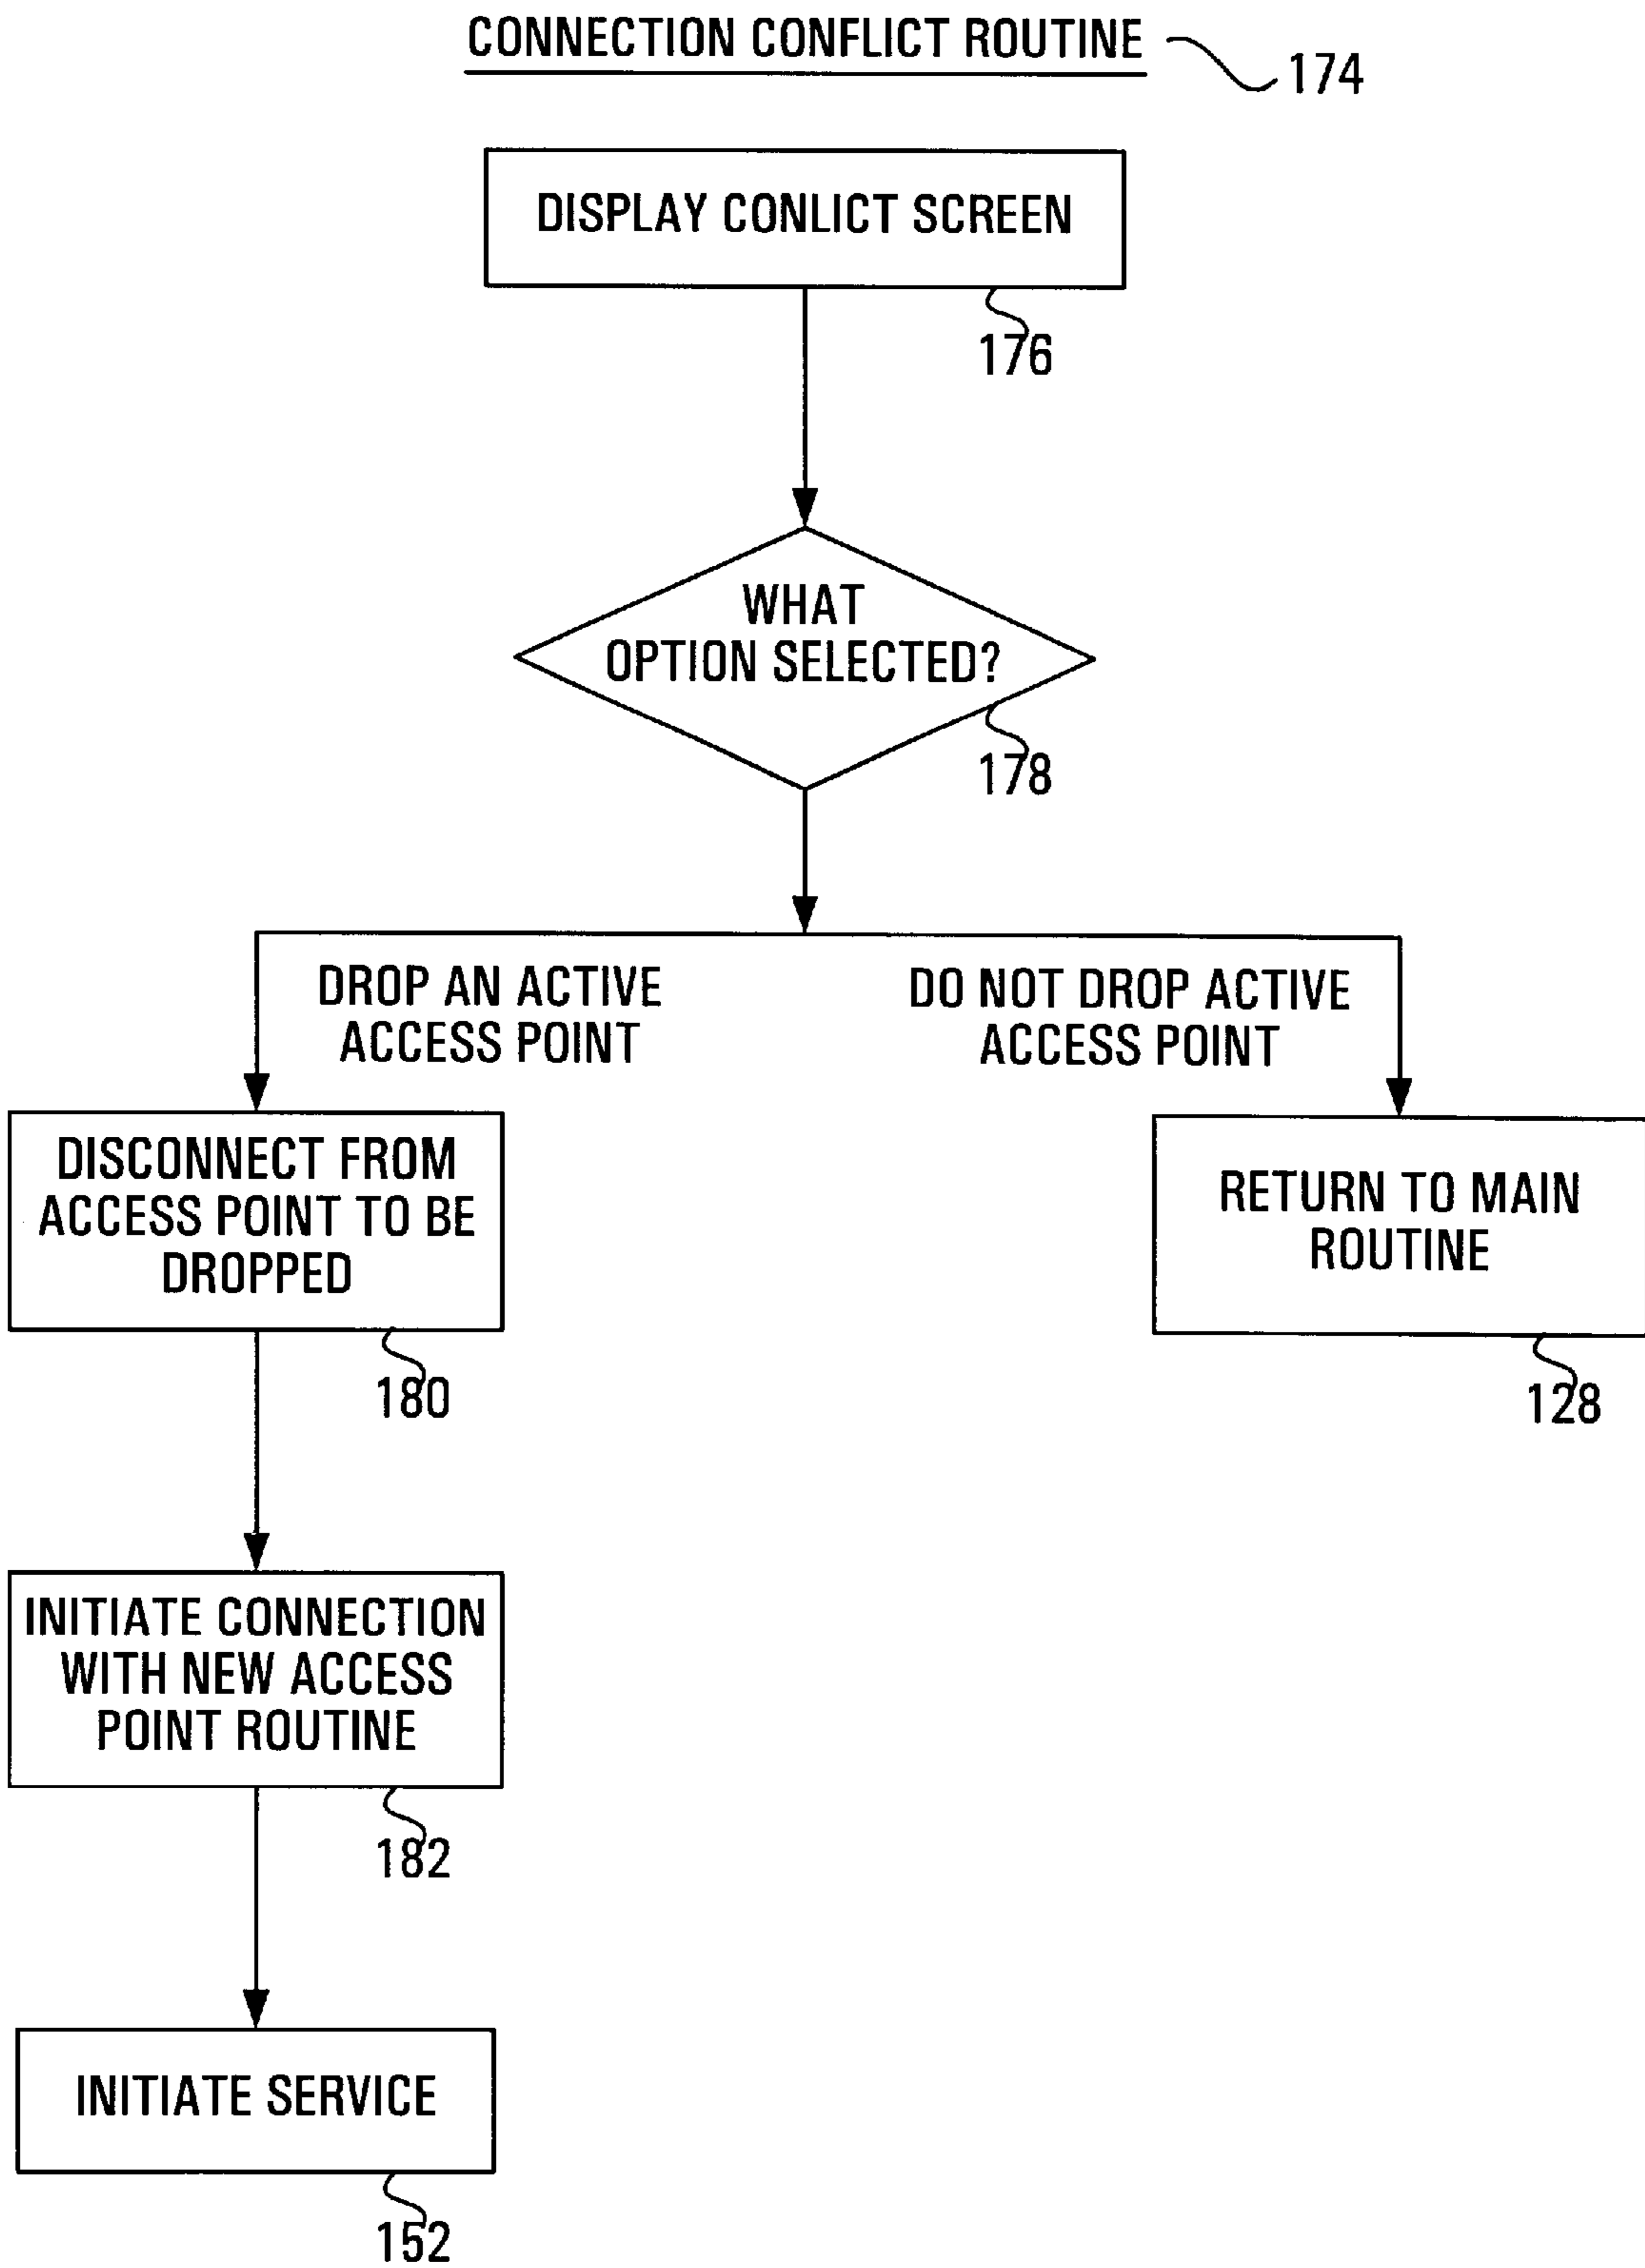 CONNECTION CONFLICT ROUTINE
174
DISPLAY CONLICT SCREEN
176
WHAT
OPTION SELECTED?
178
DROP AN ACTIVE
ACCESS POINT
DO NOT DROP ACTIVE
ACCESS POINT
DISCONNECT FROM
ACCESS POINT TO BE
DROPPED
180
RETURN TO MAIN
ROUTINE
128
INITIATE CONNECTION
WITH NEW ACCESS
POINT ROUTINE
182
INITIATE SERVICE
152